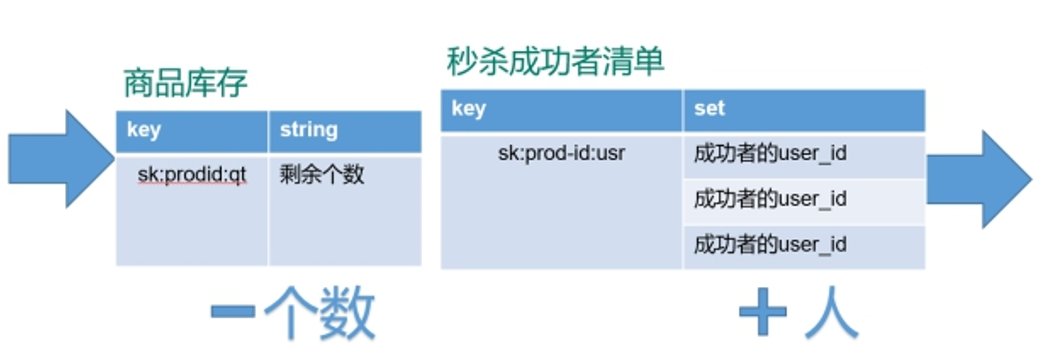 商品库存
key string
sk:prodid:qt 剩余个数
秒杀成功者清单
key set
sk:prod-id:usr 成功者的user_id
成功者的user_id
成功者的user_id
－个数
＋人